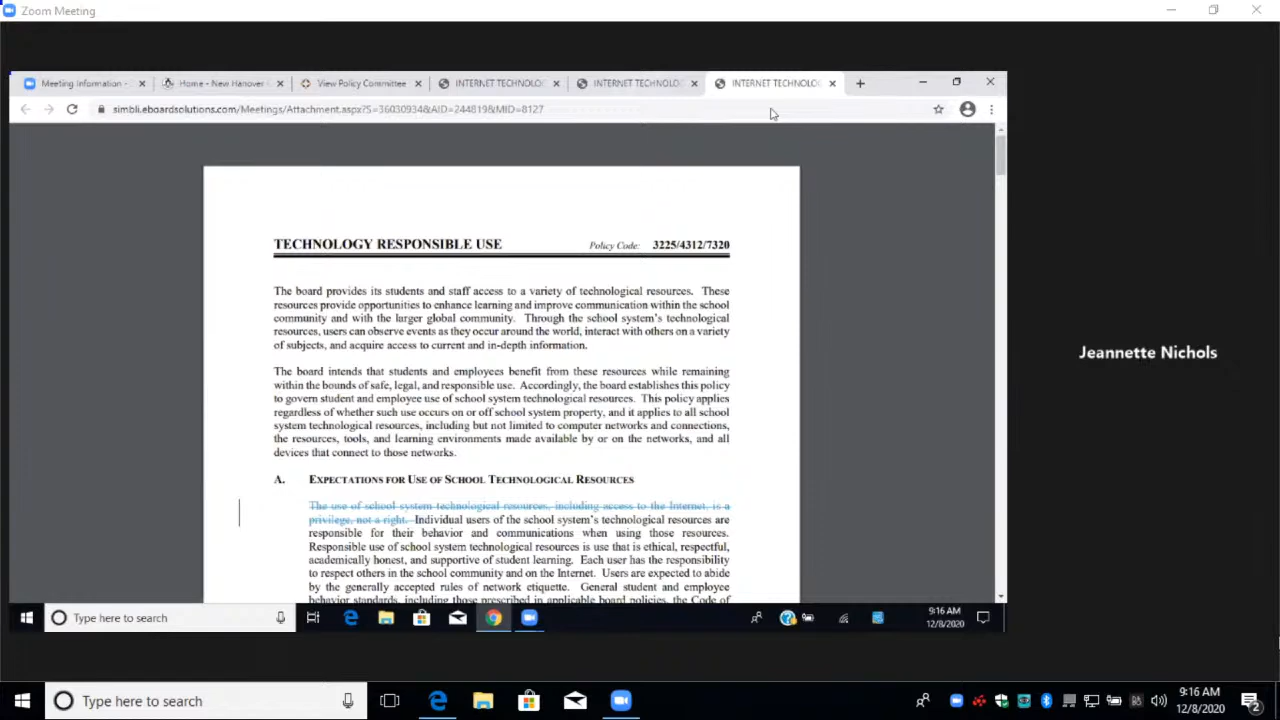 Zoom Meeting
Meeting Information -
Home - New Hanover
View Policy Committee
INTERNET TECHNOLO
INTERNET TECHNOLO
INTERNET TECHNOLO
simbli.eboardsolutions.com/Meetings/Attachment.aspx?S=36030934&AID=244819&MID=8127
TECHNOLOGY RESPONSIBLE USE Policy Code: 3225/4312/7320
The board provides its students and staff access to a variety of technological resources. These
resources provide opportunities to enhance learning and improve communication within the school
community and with the larger global community. Through the school system's technological
resources, users can observe events as they occur around the world, interact with others on a variety
of subjects, and acquire access to current and in-depth information.
The board intends that students and employees benefit from these resources while remaining
within the bounds of safe, legal, and responsible use. Accordingly, the board establishes this policy
to govern student and employee use of school system technological resources. This policy applies
regardless of whether such use occurs on or off school system property, and it applies to all school
system technological resources, including but not limited to computer networks and connections,
the resources, tools, and learning environments made available by or on the networks, and all
devices that connect to those networks.
A. EXPECTATIONS FOR USE OF SCHOOL TECHNOLOGICAL RESOURCES
The use of school system technological resources, including access to the Internet, is a
privilege, not a right. Individual users of the school system's technological resources are
responsible for their behavior and communications when using those resources.
Responsible use of school system technological resources is use that is ethical, respectful,
academically honest, and supportive of student learning. Each user has the responsibility
to respect others in the school community and on the Internet. Users are expected to abide
by the generally accepted rules of network etiquette. General student and employee
behavior standards, including those prescribed in applicable board policies, the Code of
Jeannette Nichols
Type here to search
9:16 AM
12/8/2020
Type here to search
9:16 AM
12/8/2020
2